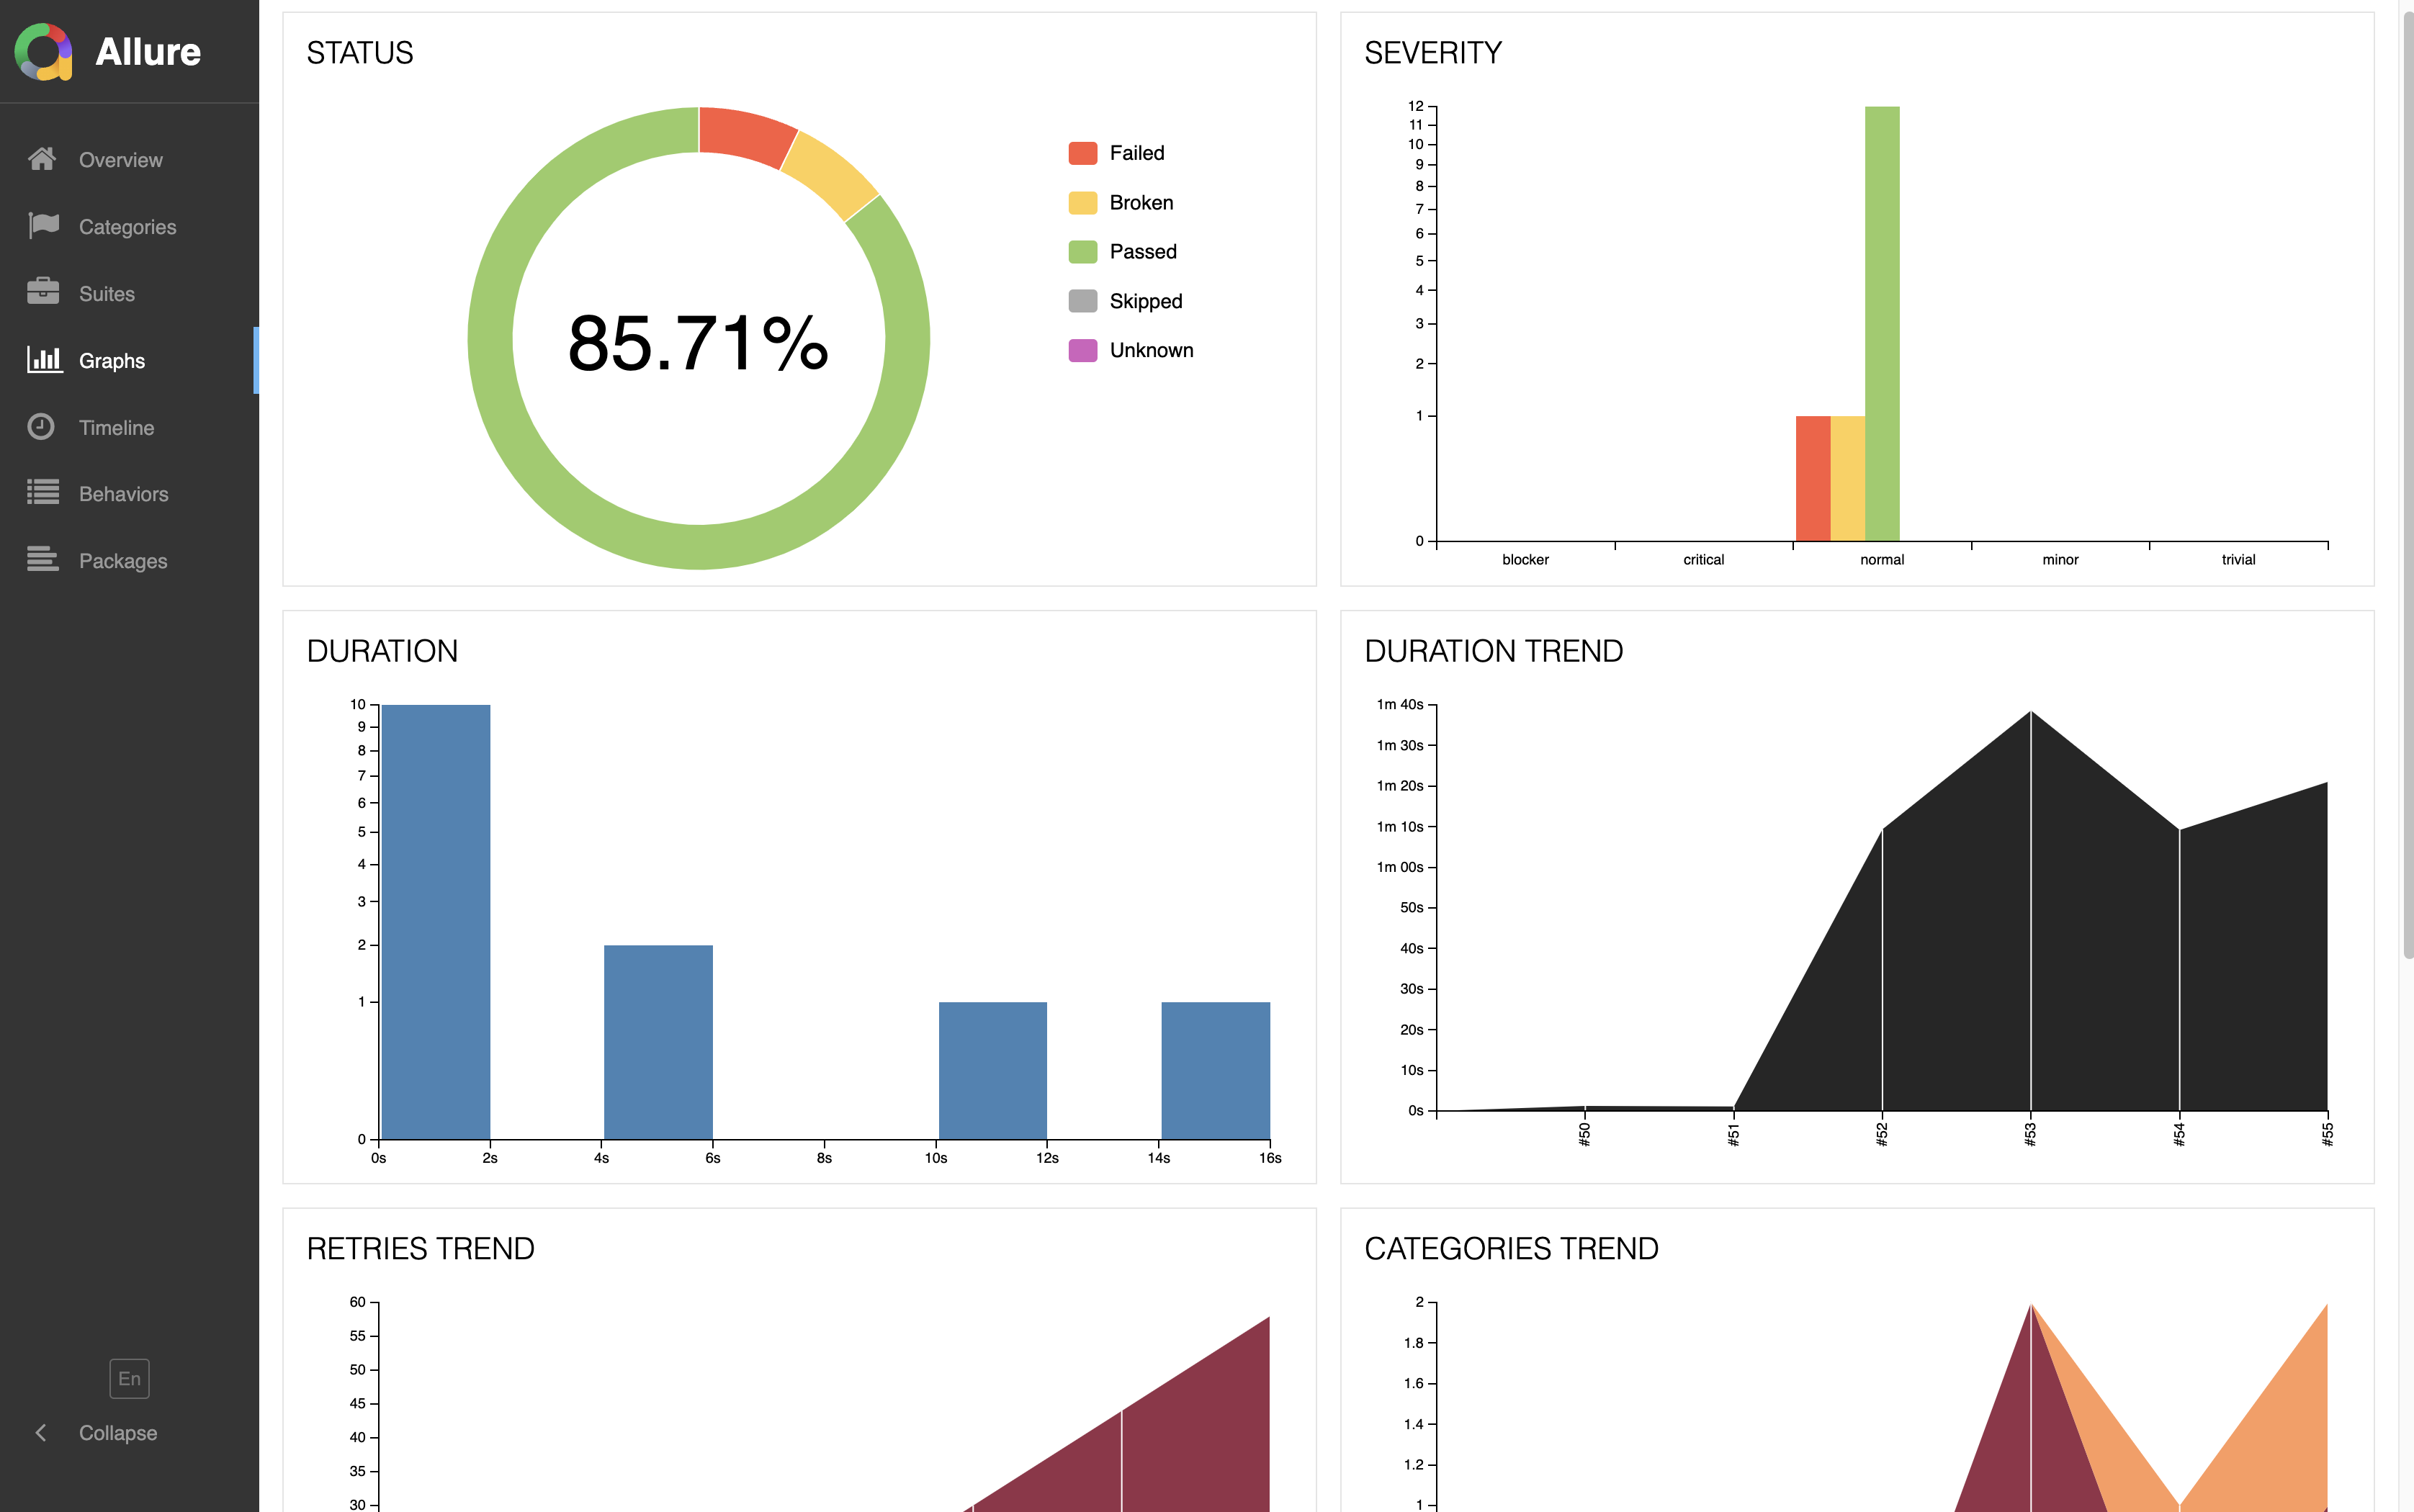 Allure
Overview
Categories
Suites
Graphs
Timeline
Behaviors
Packages
En
Collapse
STATUS
85.71%
Failed
Broken
Passed
Skipped
Unknown
SEVERITY
12
11
10
9
8
7
6
5
4
3
2
1
0
blocker critical normal minor trivial
DURATION
10
9
8
7
6
5
4
3
2
1
0
0s 2s 4s 6s 8s 10s 12s 14s 16s
DURATION TREND
1m 40s
1m 30s
1m 20s
1m 10s
1m 00s
50s
40s
30s
20s
10s
0s
#50 #51 #52 #53 #54 #55
RETRIES TREND
60
55
50
45
40
35
30
CATEGORIES TREND
2
1.8
1.6
1.4
1.2
1